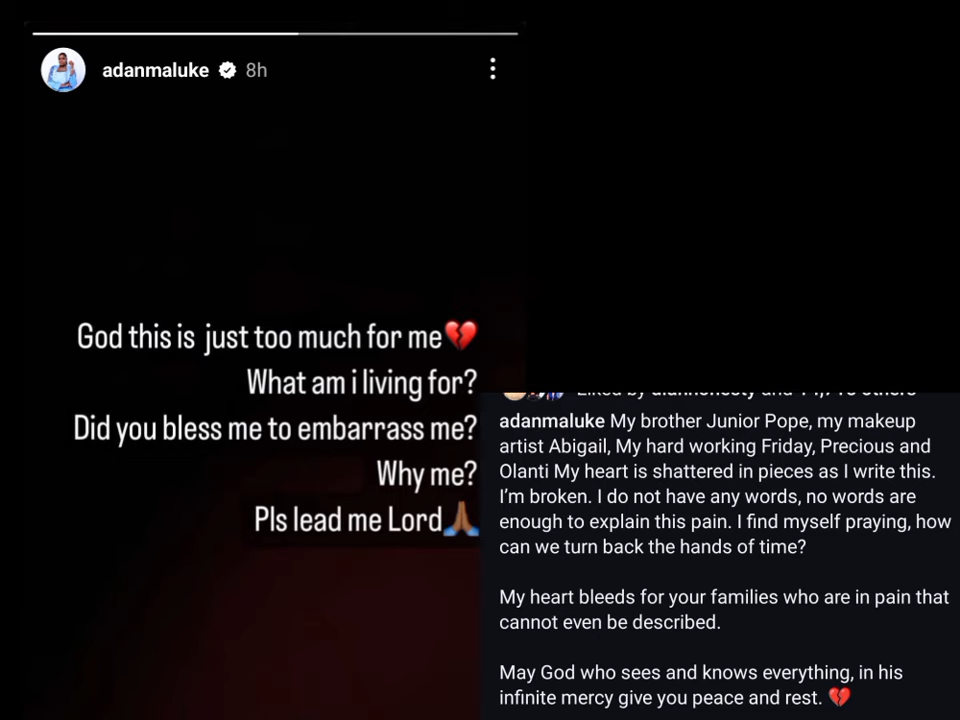 adanmaluke 8h
God this is just too much for me💔
What am i living for?
Did you bless me to embarrass me?
Why me?
Pls lead me Lord🙏🏾
Liked by and others
adanmaluke My brother Junior Pope, my makeup
artist Abigail, My hard working Friday, Precious and
Olanti My heart is shattered in pieces as I write this.
I’m broken. I do not have any words, no words are
enough to explain this pain. I find myself praying, how
can we turn back the hands of time?
My heart bleeds for your families who are in pain that
cannot even be described.
May God who sees and knows everything, in his
infinite mercy give you peace and rest. 💔